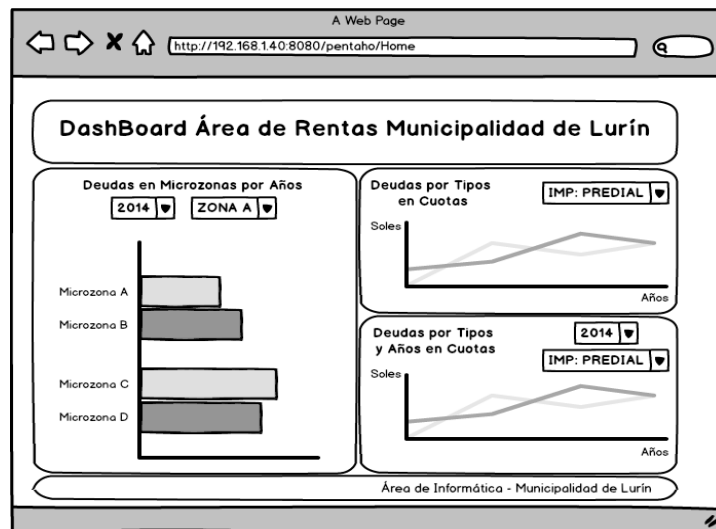 A Web Page
http://192.168.1.40:8080/pentaho/Home
DashBoard Área de Rentas Municipalidad de Lurín
Deudas en Microzonas por Años
2014 ZONA A
Microzona A
Microzona B
Microzona C
Microzona D
Deudas por Tipos
en Cuotas
IMP: PREDIAL
Soles
Años
Deudas por Tipos
y Años en Cuotas
2014
IMP: PREDIAL
Soles
Años
Área de Informática - Municipalidad de Lurín